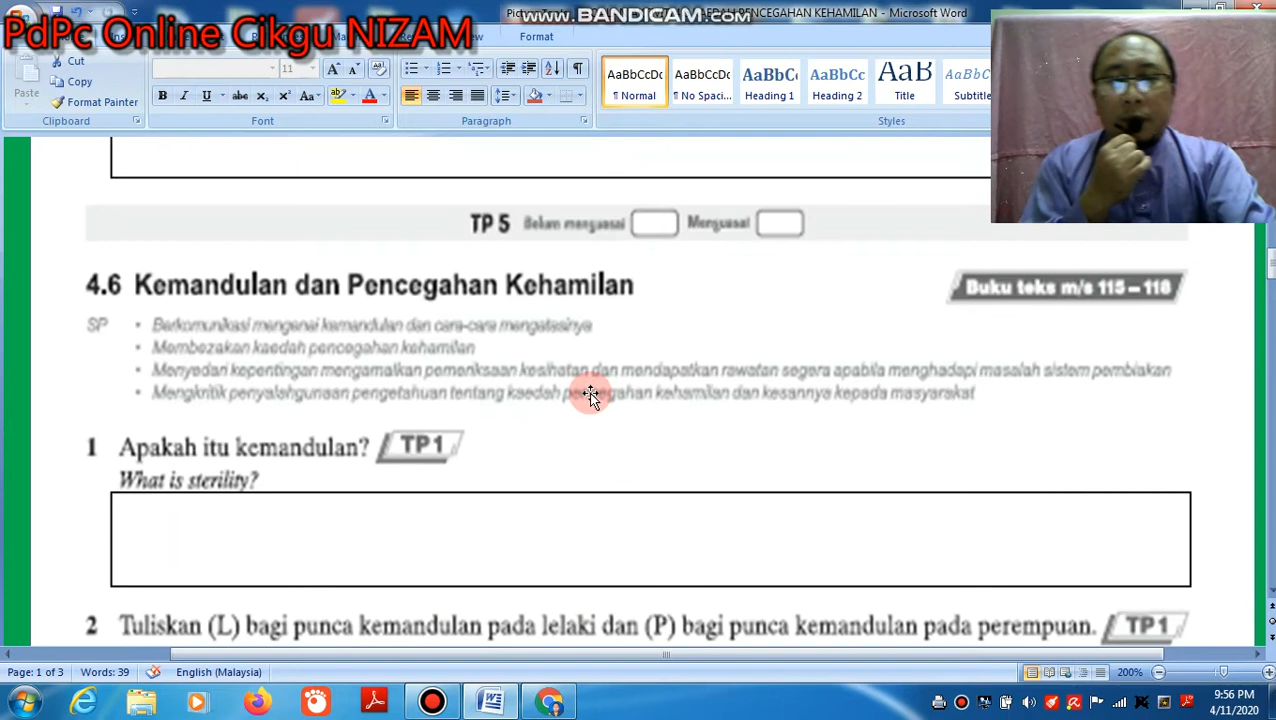 PENCEGAHAN KEHAMILAN - Microsoft Wo
www.BANDICAM.com
PdPc Online Cikgu NIZAM
Format
Cut
Copy
Format Painter
Paste
Clipboard
11
Font
Paragraph
AaBbCcDc AaBbCcDc AaBbC AaBbCc AaB AaBbCc
¶ Normal ¶ No Spaci... Heading 1 Heading 2 Title Subtitle
Styles
TP 5 Belum menguasai Menguasai
4.6 Kemandulan dan Pencegahan Kehamilan
Buku teks m/s 115 – 118
SP • Berkomunikasi mengenai kemandulan dan cara-cara mengatasinya
• Membezakan kaedah pencegahan kehamilan
• Menyedari kepentingan mengamalkan pemeriksaan kesihatan dan mendapatkan rawatan segera apabila menghadapi masalah sistem pembiakan
• Mengkritik penyalahgunaan pengetahuan tentang kaedah pencegahan kehamilan dan kesannya kepada masyarakat
1 Apakah itu kemandulan? TP1
What is sterility?
2 Tuliskan (L) bagi punca kemandulan pada lelaki dan (P) bagi punca kemandulan pada perempuan. TP1
Page: 1 of 3 Words: 39 English (Malaysia) 200%
9:56 PM
4/11/2020